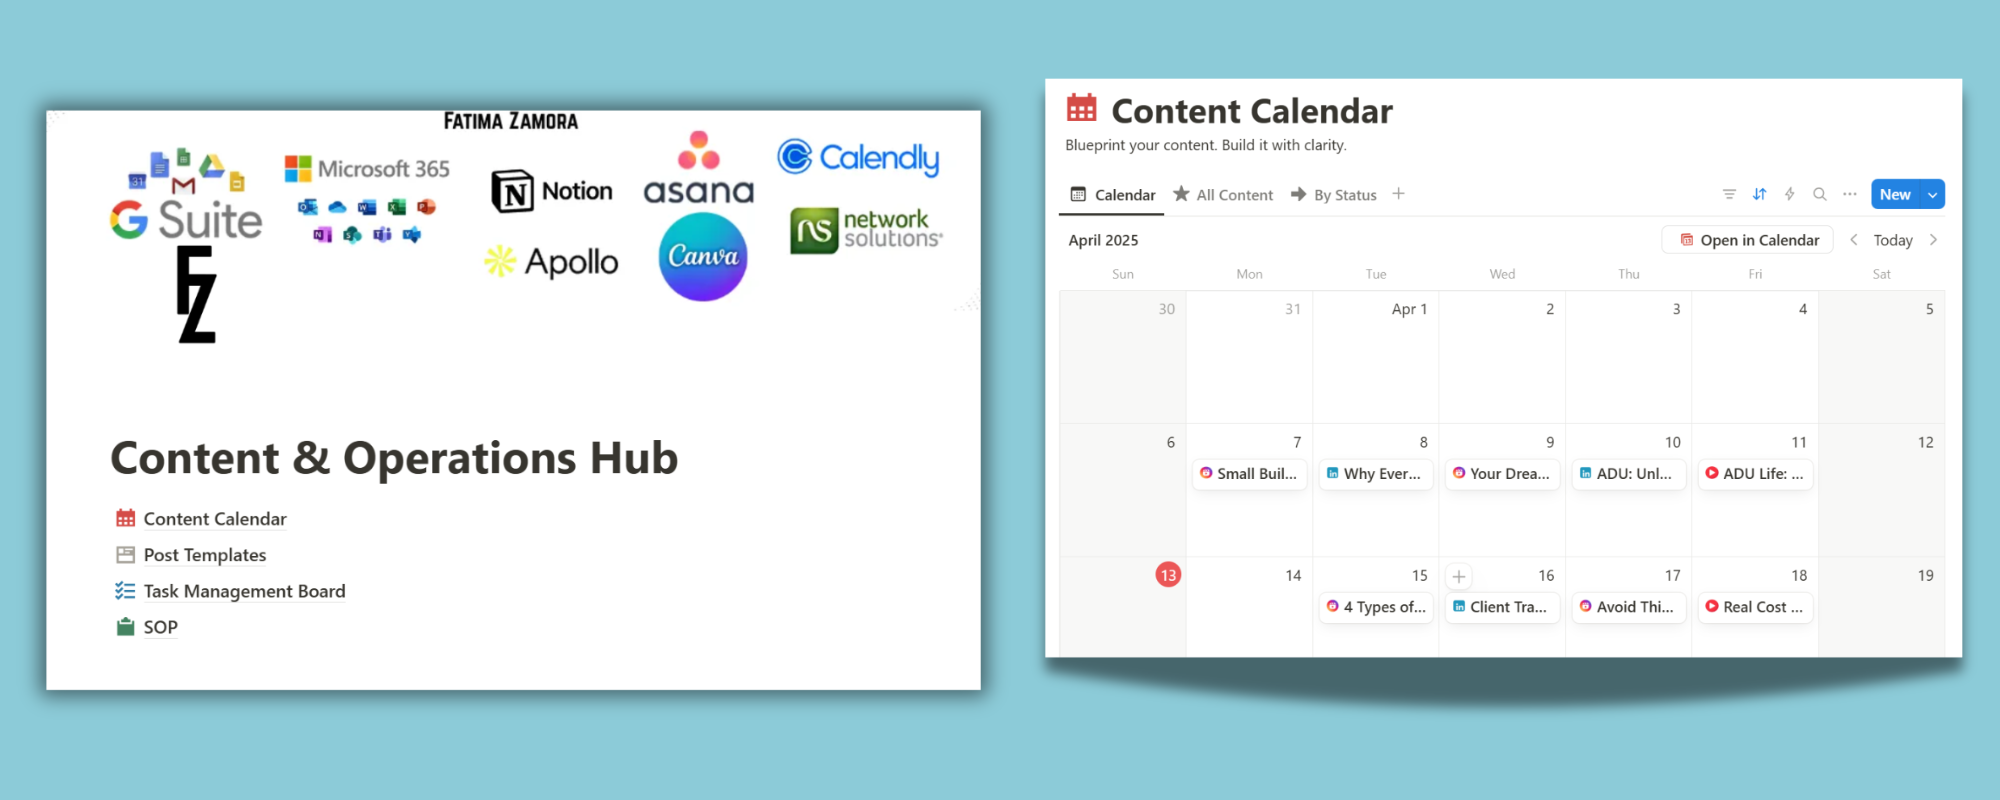 FATIMA ZAMORA
31
G Suite
Microsoft 365
Notion
asana
Calendly
Apollo
Canva
ns network solutions®
FZ
Content & Operations Hub
Content Calendar
Post Templates
Task Management Board
SOP
Content Calendar
Blueprint your content. Build it with clarity.
Calendar All Content By Status + New
April 2025 Open in Calendar < Today >
Sun Mon Tue Wed Thu Fri Sat
30 31 Apr 1 2 3 4 5
6 7 8 9 10 11 12
Small Buil... Why Ever... Your Drea... ADU: Unl... ADU Life: ...
13 14 15 + 16 17 18 19
4 Types of... Client Tra... Avoid Thi... Real Cost ...